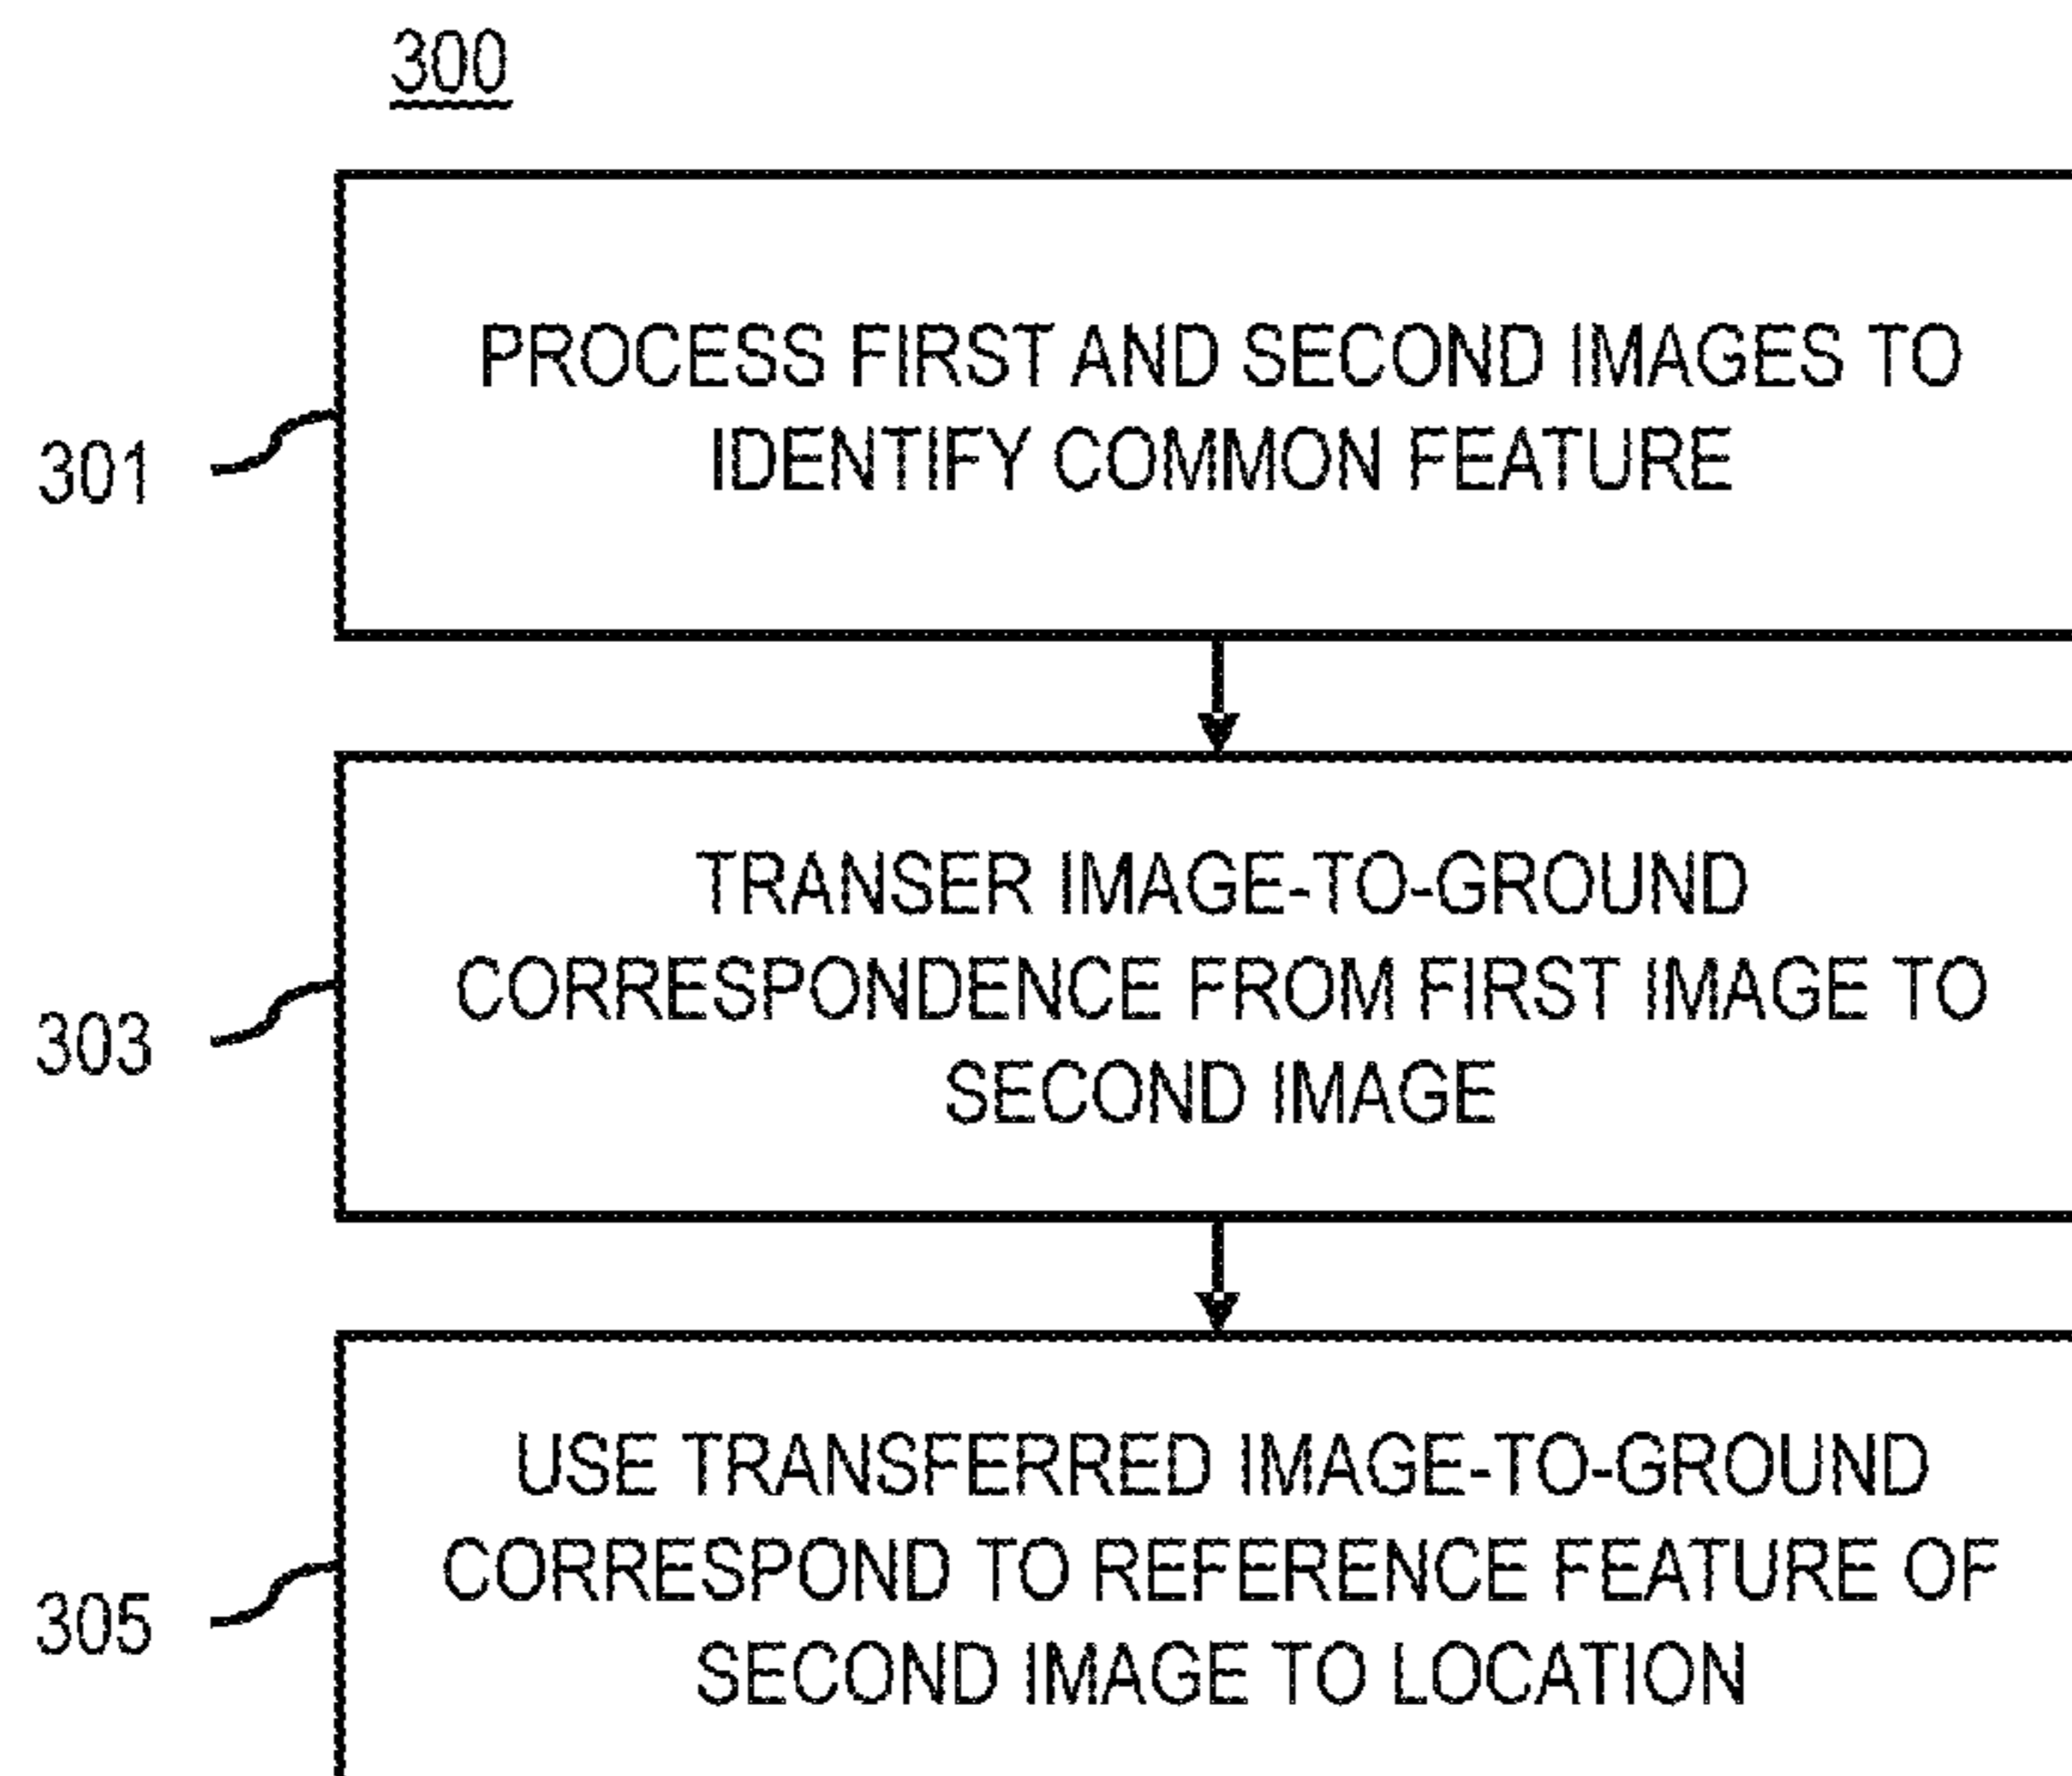 300
PROCESS FIRST AND SECOND IMAGES TO
IDENTIFY COMMON FEATURE
301
TRANSER IMAGE-TO-GROUND
CORRESPONDENCE FROM FIRST IMAGE TO
SECOND IMAGE
303
USE TRANSFERRED IMAGE-TO-GROUND
CORRESPOND TO REFERENCE FEATURE OF
SECOND IMAGE TO LOCATION
305